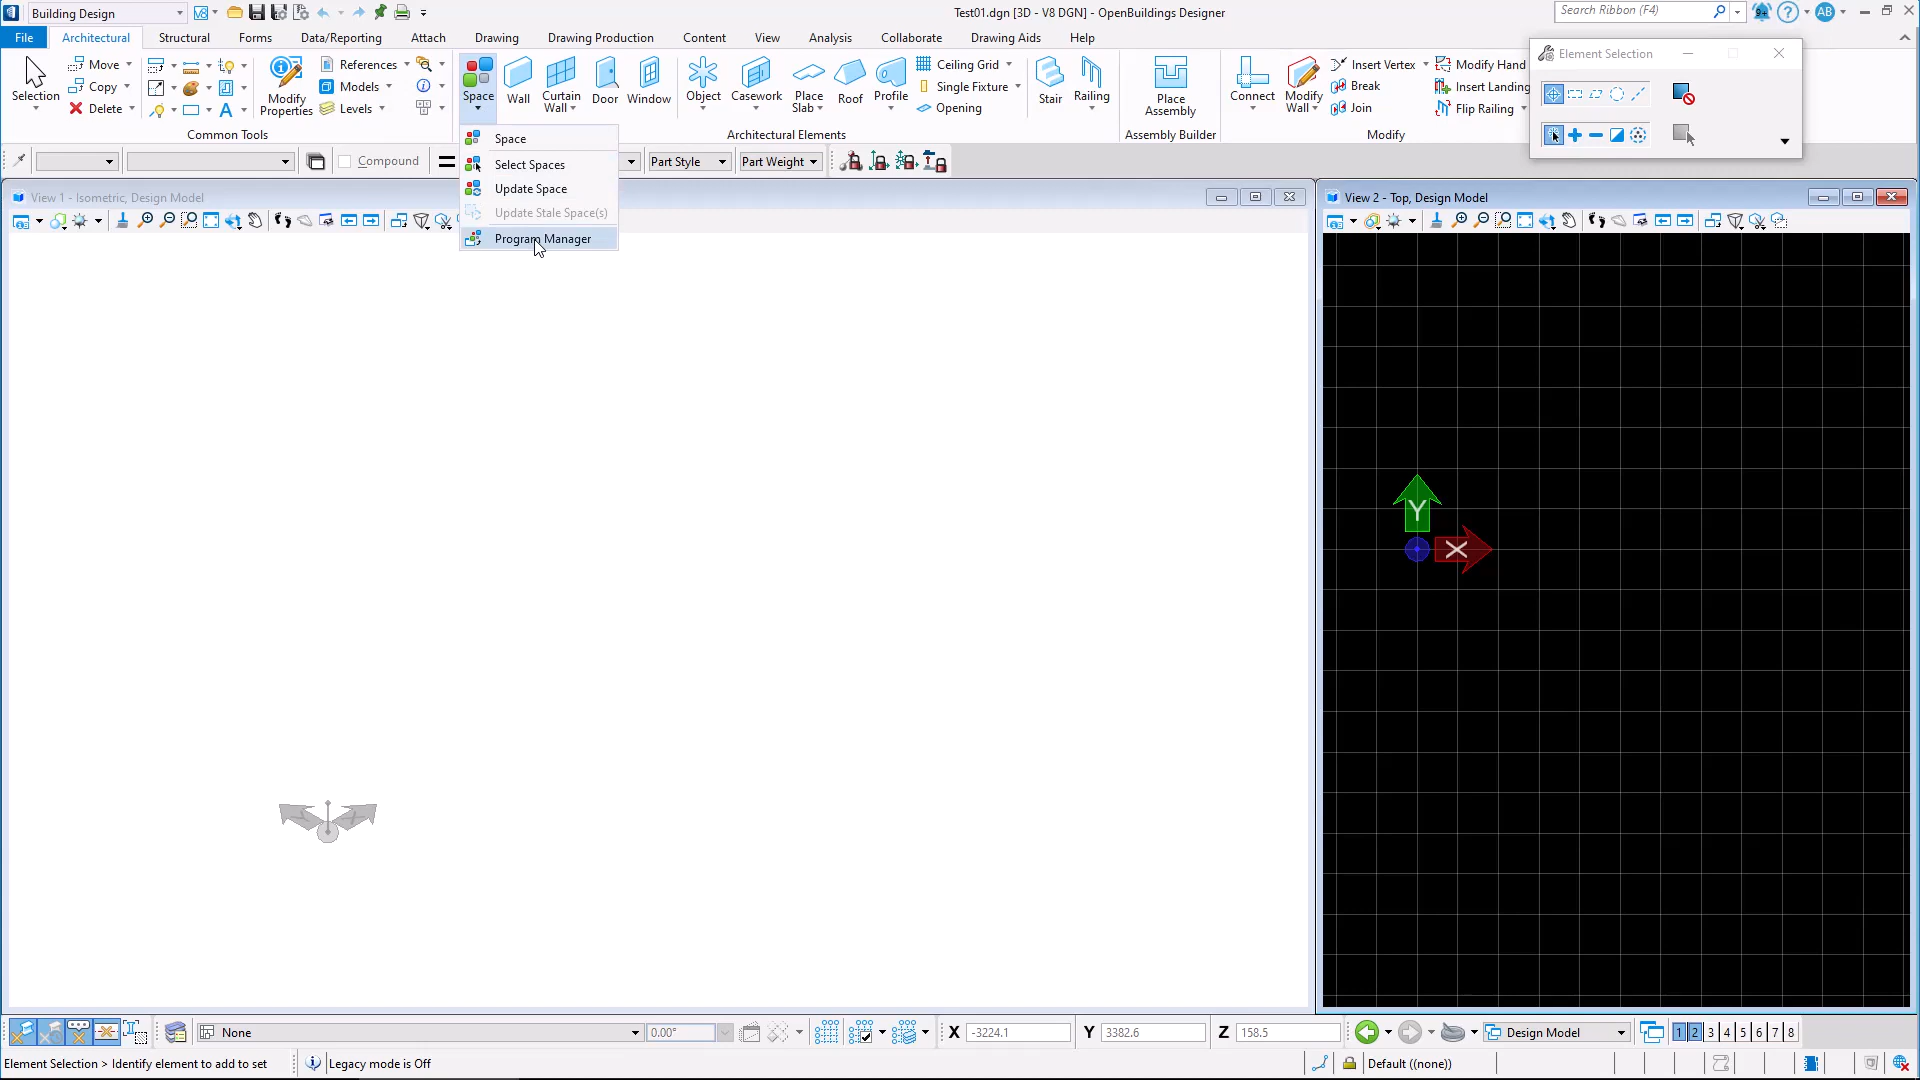 Building Design
Test01.dgn [3D - V8 DGN] - OpenBuildings Designer
Search Ribbon (F4)
9+
AB
File
Architectural
Structural
Forms
Data/Reporting
Attach
Drawing
Drawing Production
Content
View
Analysis
Collaborate
Drawing Aids
Help
Selection
Move
Copy
Delete
Modify Properties
References
Models
Levels
Common Tools
Space
Wall
Curtain Wall
Door
Window
Object
Casework
Place Slab
Roof
Profile
Ceiling Grid
Single Fixture
Opening
Stair
Railing
Architectural Elements
Place Assembly
Assembly Builder
Connect
Modify Wall
Insert Vertex
Break
Join
Modify Hand
Insert Landing
Flip Railing
Modify
Element Selection
Space
Select Spaces
Update Space
Update Stale Space(s)
Program Manager
Compound
Part Style
Part Weight
View 1 - Isometric, Design Model
View 2 - Top, Design Model
Y
X
None
0.00°
X
-3224.1
Y
3382.6
Z
158.5
Design Model
1 2 3 4 5 6 7 8
Element Selection > Identify element to add to set
Legacy mode is Off
Default ((none))